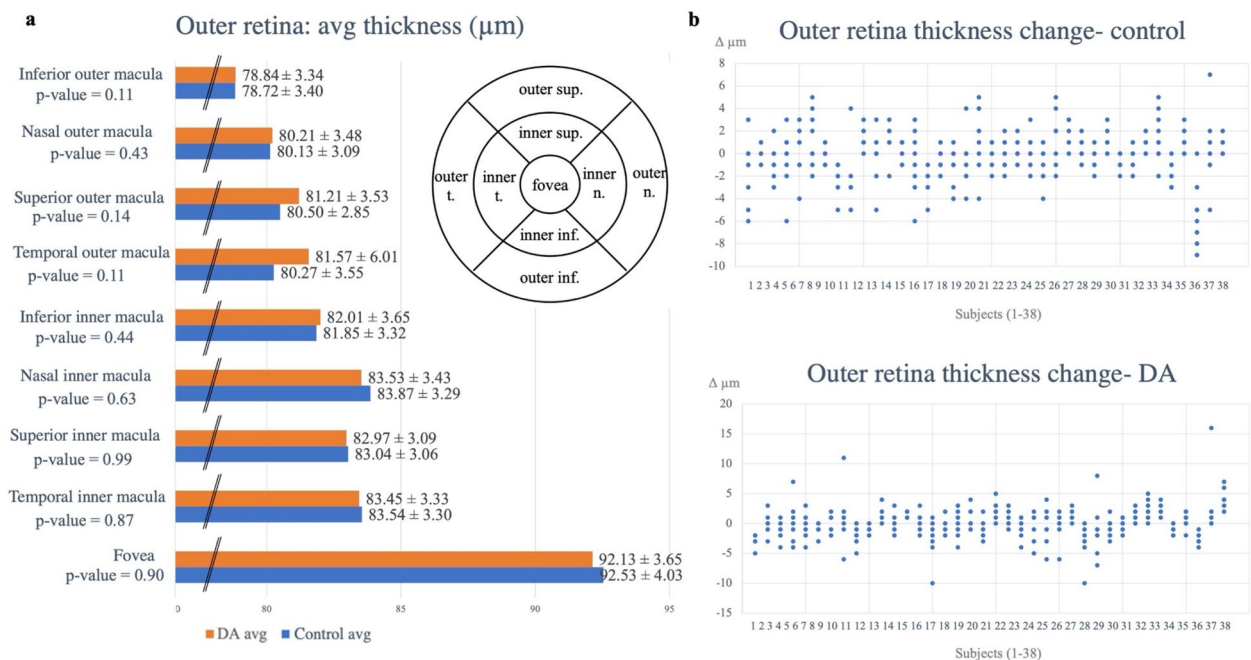 a
Outer retina: avg thickness (µm)
Inferior outer macula
p-value = 0.11
78.84 ± 3.34
78.72 ± 3.40
Nasal outer macula
p-value = 0.43
80.21 ± 3.48
80.13 ± 3.09
Superior outer macula
p-value = 0.14
81.21 ± 3.53
80.50 ± 2.85
Temporal outer macula
p-value = 0.11
81.57 ± 6.01
80.27 ± 3.55
Inferior inner macula
p-value = 0.44
82.01 ± 3.65
81.85 ± 3.32
Nasal inner macula
p-value = 0.63
83.53 ± 3.43
83.87 ± 3.29
Superior inner macula
p-value = 0.99
82.97 ± 3.09
83.04 ± 3.06
Temporal inner macula
p-value = 0.87
83.45 ± 3.33
83.54 ± 3.30
Fovea
p-value = 0.90
92.13 ± 3.65
92.53 ± 4.03
0 80 85 90 95
DA avg Control avg
outer sup.
inner sup.
outer t.
inner t.
fovea
inner n.
outer n.
inner inf.
outer inf.
b
Outer retina thickness change- control
Δ µm
8
6
4
2
0
-2
-4
-6
-8
-10
1 2 3 4 5 6 7 8 9 10 11 12 13 14 15 16 17 18 19 20 21 22 23 24 25 26 27 28 29 30 31 32 33 34 35 36 37 38
Subjects (1-38)
Outer retina thickness change- DA
Δ µm
20
15
10
5
0
-5
-10
-15
1 2 3 4 5 6 7 8 9 10 11 12 13 14 15 16 17 18 19 20 21 22 23 24 25 26 27 28 29 30 31 32 33 34 35 36 37 38
Subjects (1-38)